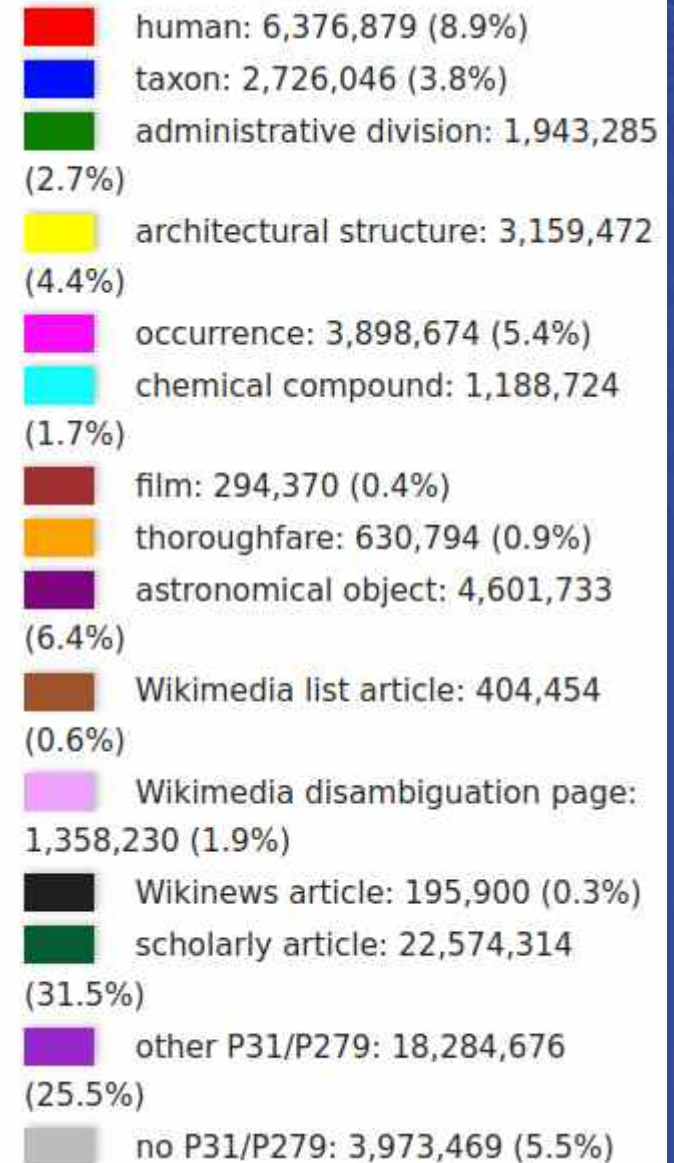 human: 6,376,879 (8.9%)
taxon: 2,726,046 (3.8%)
administrative division: 1,943,285
(2.7%)
architectural structure: 3,159,472
(4.4%)
occurrence: 3,898,674 (5.4%)
chemical compound: 1,188,724
(1.7%)
film: 294,370 (0.4%)
thoroughfare: 630,794 (0.9%)
astronomical object: 4,601,733
(6.4%)
Wikimedia list article: 404,454
(0.6%)
Wikimedia disambiguation page:
1,358,230 (1.9%)
Wikinews article: 195,900 (0.3%)
scholarly article: 22,574,314
(31.5%)
other P31/P279: 18,284,676
(25.5%)
no P31/P279: 3,973,469 (5.5%)